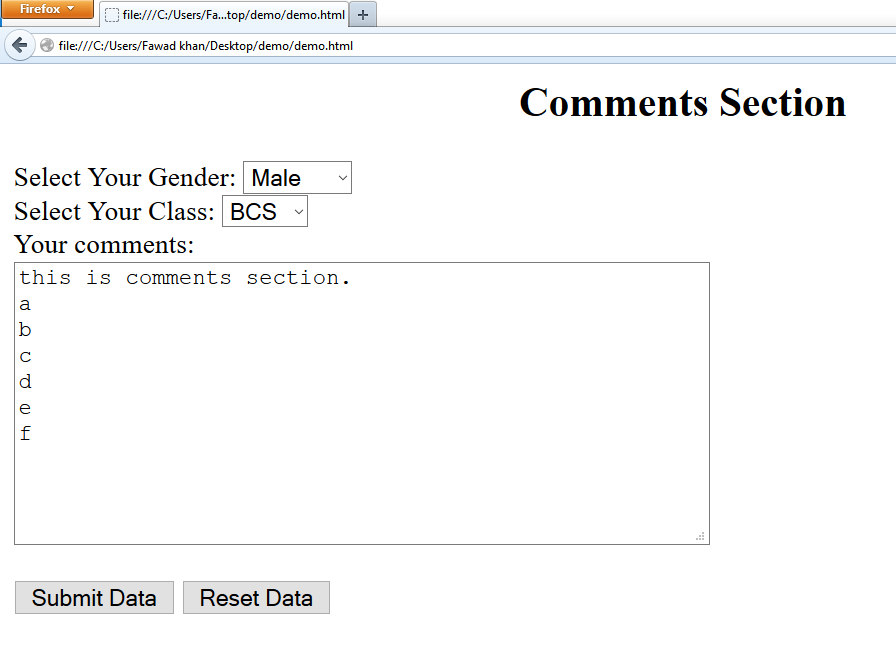 Firefox
file:///C:/Users/Fa...top/demo/demo.html
file:///C:/Users/Fawad khan/Desktop/demo/demo.html
Comments Section
Select Your Gender: Male
Select Your Class: BCS
Your comments:
this is comments section.
a
b
c
d
e
f
Submit Data Reset Data